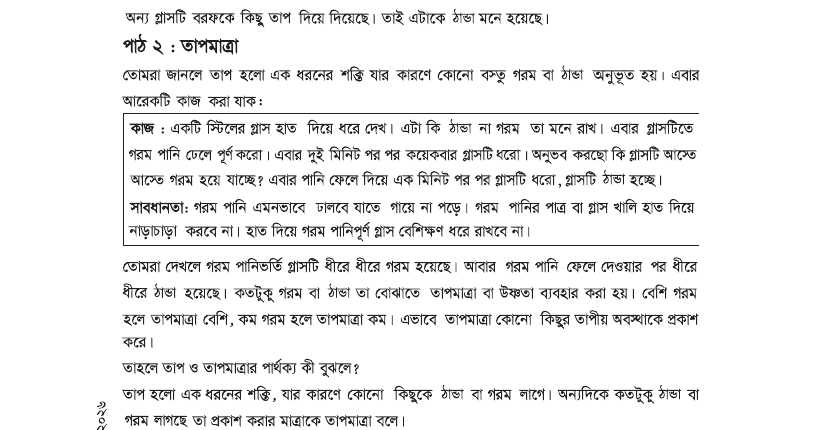 অন্য গ্লাসটি বরফকে কিছু তাপ দিয়ে দিয়েছে। তাই এটাকে ঠান্ডা মনে হয়েছে।
পাঠ ২ : তাপমাত্রা
তোমরা জানলে তাপ হলো এক ধরনের শক্তি যার কারণে কোনো বস্তু গরম বা ঠান্ডা অনুভূত হয়। এবার
আরেকটি কাজ করা যাক :
কাজ : একটি স্টিলের গ্লাস হাত দিয়ে ধরে দেখ। এটা কি ঠান্ডা না গরম তা মনে রাখ। এবার গ্লাসটিতে
গরম পানি ঢেলে পূর্ণ করো। এবার দুই মিনিট পর পর কয়েকবার গ্লাসটি ধরো। অনুভব করছো কি গ্লাসটি আস্তে
আস্তে গরম হয়ে যাচ্ছে? এবার পানি ফেলে দিয়ে এক মিনিট পর পর গ্লাসটি ধরো, গ্লাসটি ঠান্ডা হচ্ছে।
সাবধানতা: গরম পানি এমনভাবে ঢালবে যাতে গায়ে না পড়ে। গরম পানির পাত্র বা গ্লাস খালি হাত দিয়ে
নাড়াচাড়া করবে না। হাত দিয়ে গরম পানিপূর্ণ গ্লাস বেশিক্ষণ ধরে রাখবে না।
তোমরা দেখলে গরম পানিভর্তি গ্লাসটি ধীরে ধীরে গরম হয়েছে। আবার গরম পানি ফেলে দেওয়ার পর ধীরে
ধীরে ঠান্ডা হয়েছে। কতটুকু গরম বা ঠান্ডা তা বোঝাতে তাপমাত্রা বা উষ্ণতা ব্যবহার করা হয়। বেশি গরম
হলে তাপমাত্রা বেশি, কম গরম হলে তাপমাত্রা কম। এভাবে তাপমাত্রা কোনো কিছুর তাপীয় অবস্থাকে প্রকাশ
করে।
তাহলে তাপ ও তাপমাত্রার পার্থক্য কী বুঝলে?
তাপ হলো এক ধরনের শক্তি, যার কারণে কোনো কিছুকে ঠান্ডা বা গরম লাগে। অন্যদিকে কতটুকু ঠান্ডা বা
গরম লাগছে তা প্রকাশ করার মাত্রাকে তাপমাত্রা বলে।
২০২৬